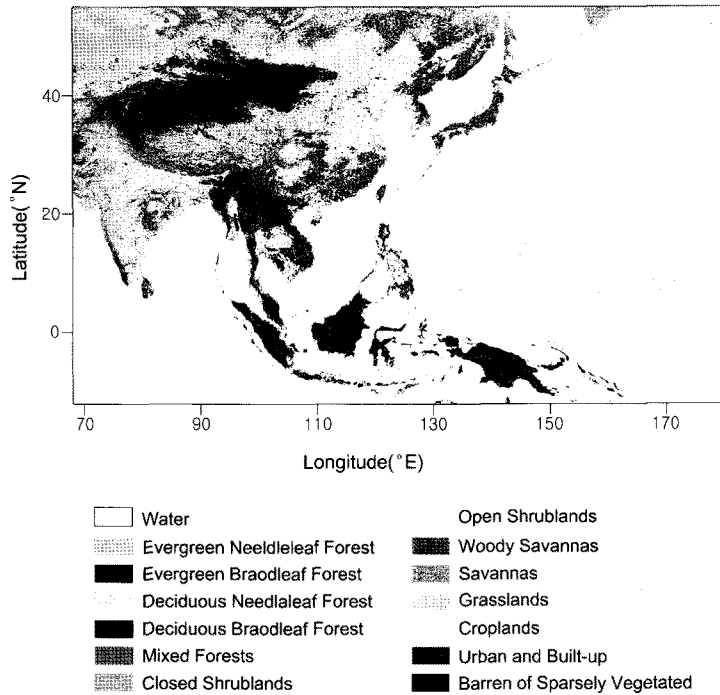 40
20
0
Latitude(°N)
70 90 110 130 150 170
Longitude(°E)
Water
Evergreen Neeldleleaf Forest
Evergreen Braodleaf Forest
Deciduous Needlaleaf Forest
Deciduous Braodleaf Forest
Mixed Forests
Closed Shrublands
Open Shrublands
Woody Savannas
Savannas
Grasslands
Croplands
Urban and Built-up
Barren of Sparsely Vegetated